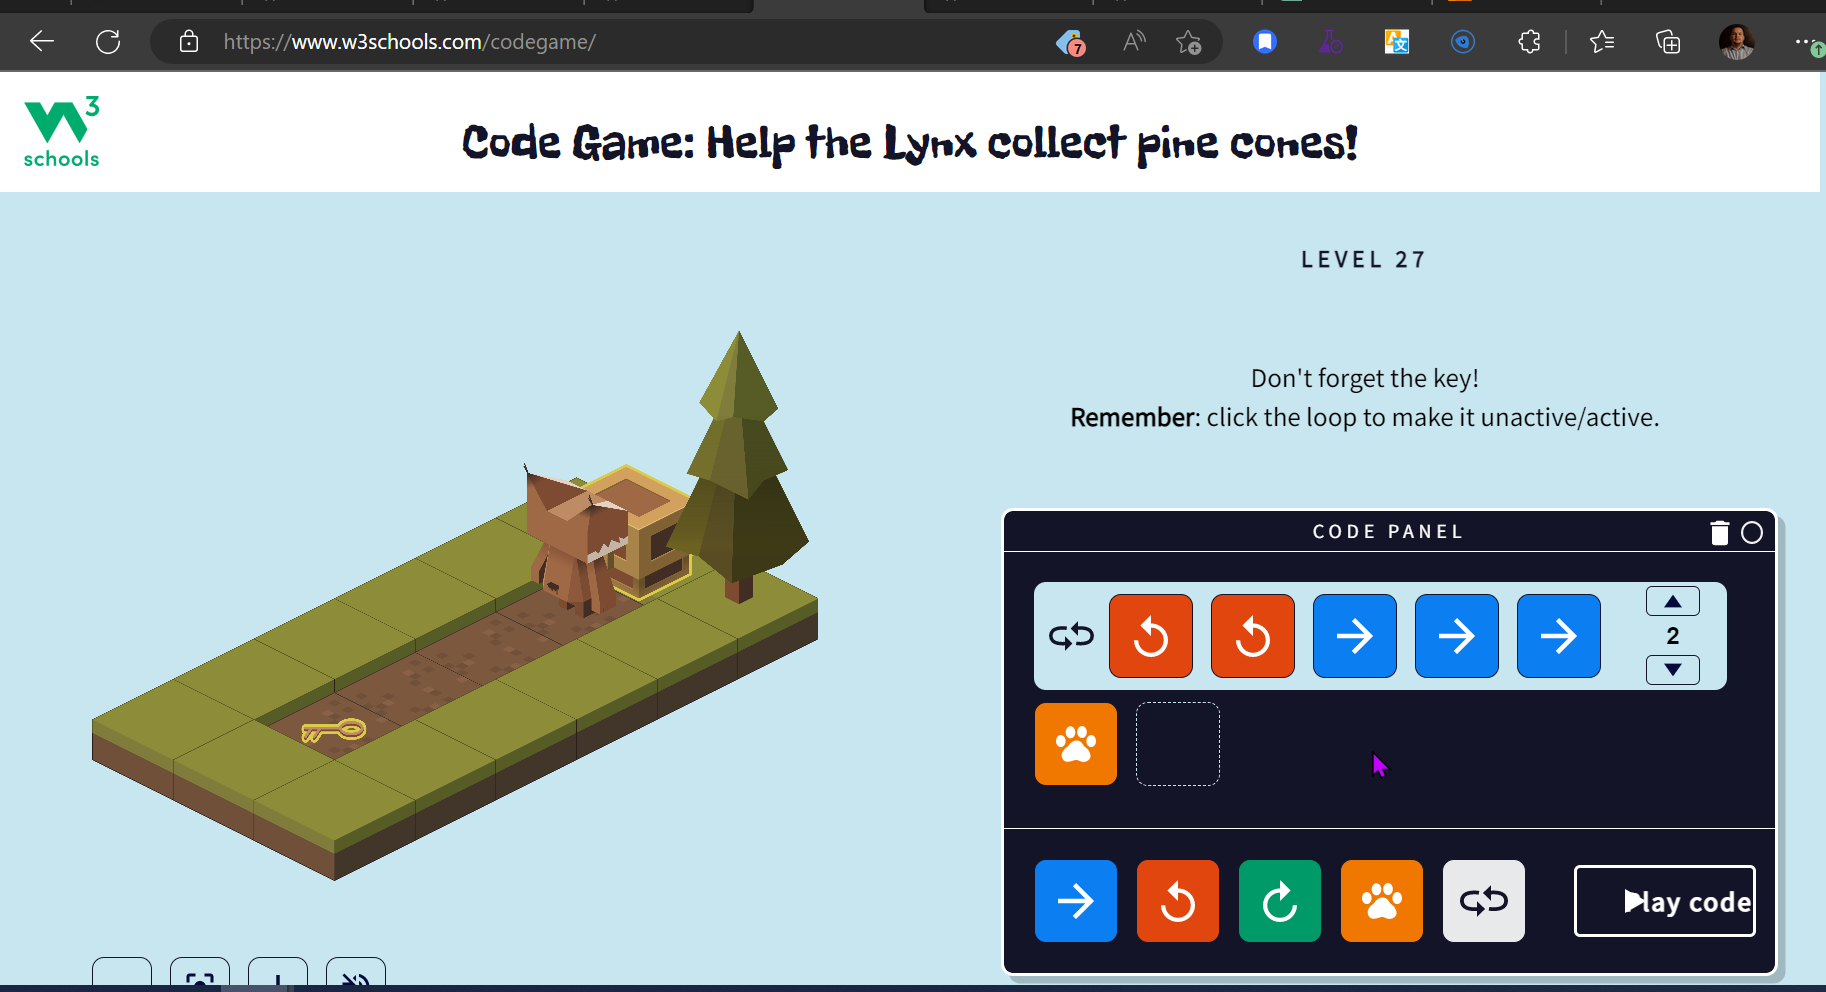 https://www.w3schools.com/codegame/
7
3
schools
Code Game: Help the Lynx collect pine cones!
LEVEL 27
Don't forget the key!
Remember: click the loop to make it unactive/active.
CODE PANEL
2
Play code